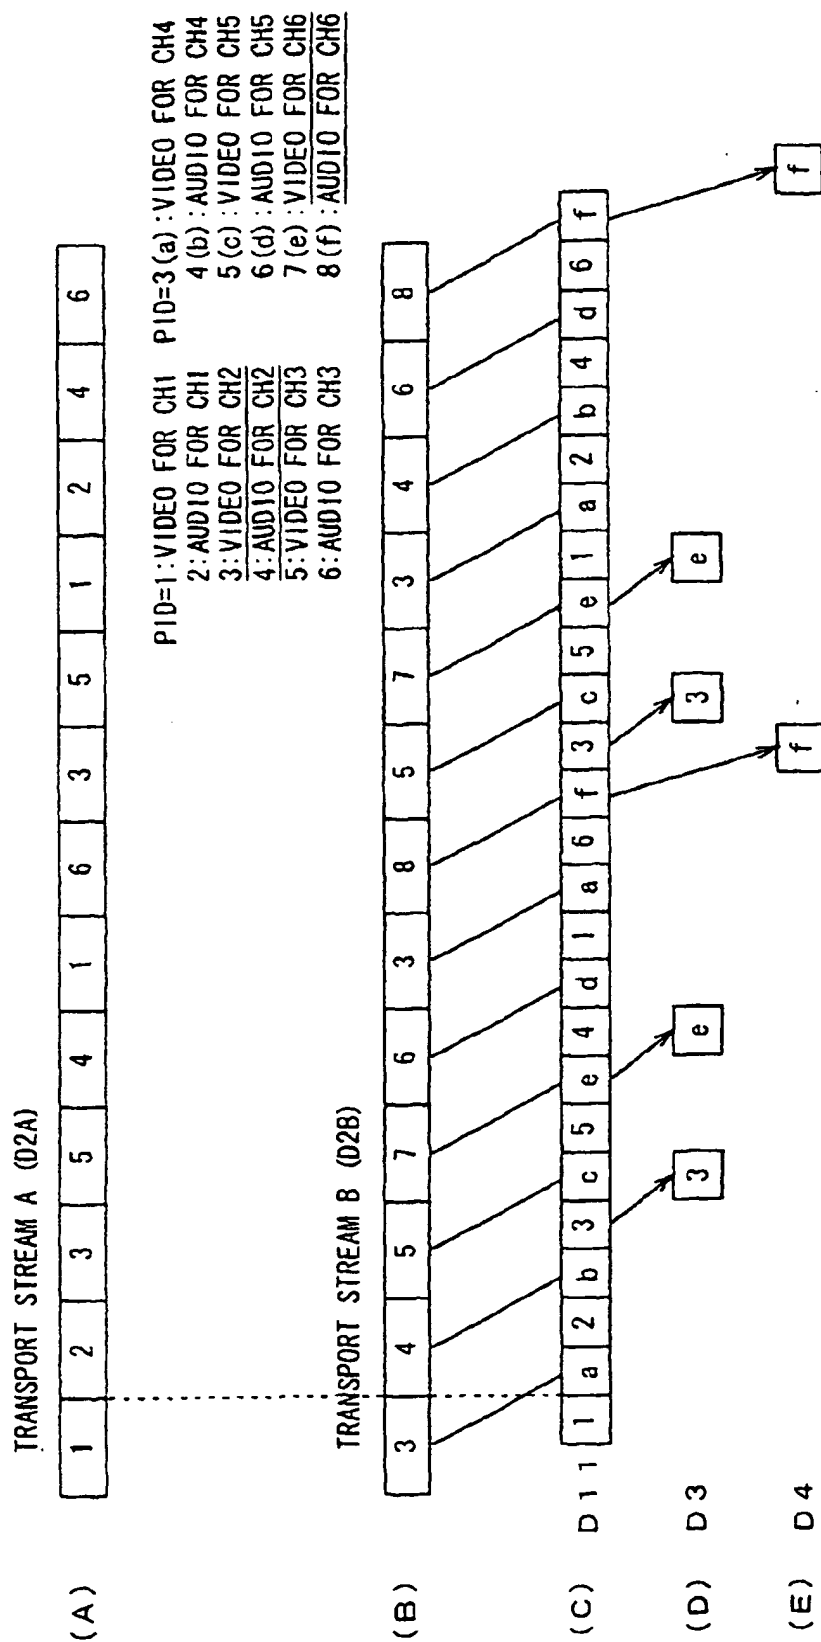 TRANSPORT STREAM A (D2A)
(A) 1 2 3 5 4 1 6 3 5 1 2 4 6
PID=1:VIDEO FOR CH1
2:AUDIO FOR CH1
3:VIDEO FOR CH2
4:AUDIO FOR CH2
5:VIDEO FOR CH3
6:AUDIO FOR CH3
PID=3(a):VIDEO FOR CH4
4(b):AUDIO FOR CH4
5(c):VIDEO FOR CH5
6(d):AUDIO FOR CH5
7(e):VIDEO FOR CH6
8(f):AUDIO FOR CH6
TRANSPORT STREAM B (D2B)
(B) 3 4 5 7 6 3 8 5 7 3 4 6 8
(C) D11 1 a 2 b 3 c 5 e 4 d 1 a 6 f 3 c 5 e 1 a 2 b 4 d 6 f
(D) D3 3 e 3 e
(E) D4 f f